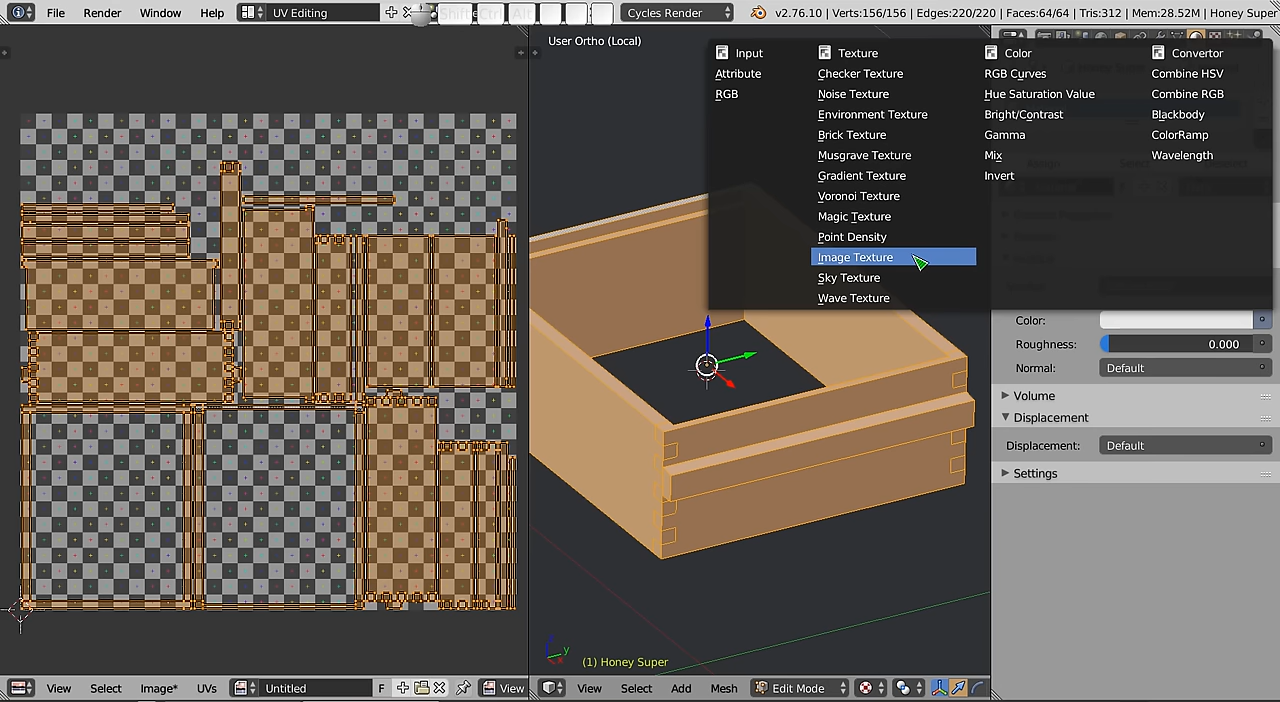 File Render Window Help UV Editing Cycles Render v2.76.10 | Verts:156/156 | Edges:220/220 | Faces:64/64 | Tris:312 | Honey Super
User Ortho (Local)
Input
Attribute
RGB
Texture
Checker Texture
Noise Texture
Environment Texture
Brick Texture
Musgrave Texture
Gradient Texture
Voronoi Texture
Magic Texture
Point Density
Image Texture
Sky Texture
Wave Texture
Color
RGB Curves
Hue Saturation Value
Bright/Contrast
Gamma
Mix
Invert
Convertor
Combine HSV
Combine RGB
Blackbody
ColorRamp
Wavelength
Color:
Roughness: 0.000
Normal: Default
Volume
Displacement
Displacement: Default
Settings
y
(1) Honey Super
View Select Image* UVs Untitled F View
View Select Add Mesh Edit Mode